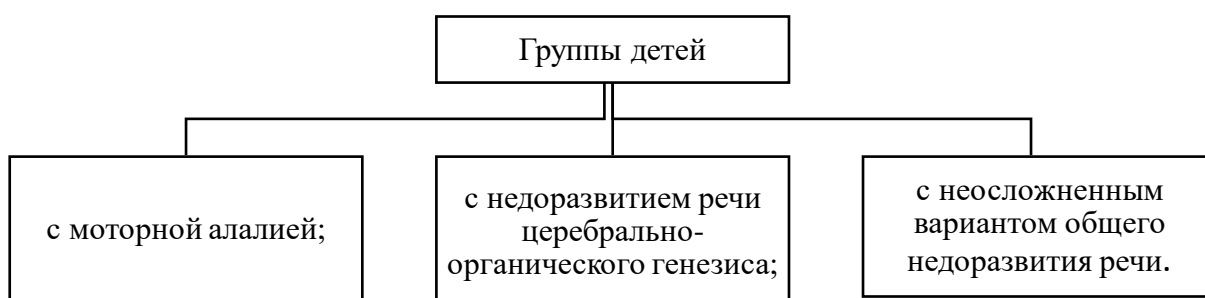 Группы детей
с моторной алалией;
с недоразвитием речи
церебрально-
органического генезиса;
с неосложненным
вариантом общего
недоразвития речи.